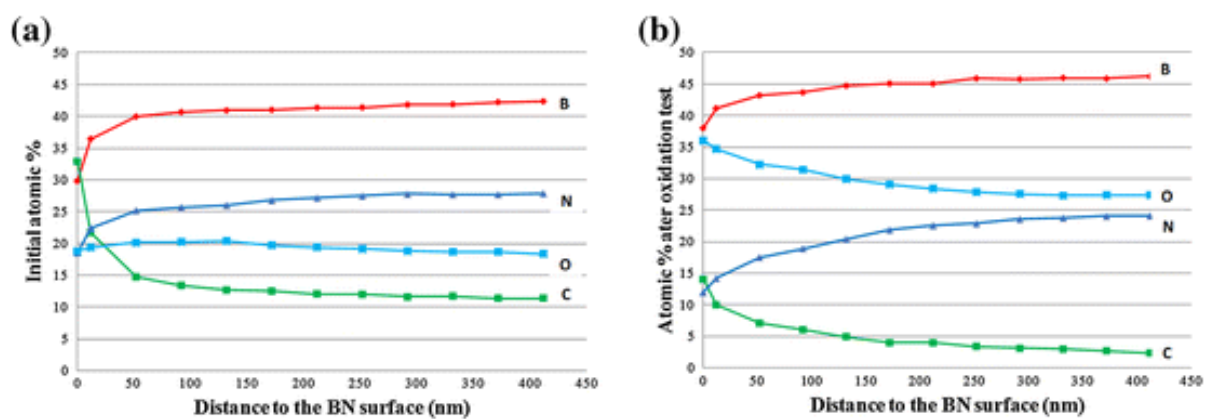 (a)
50
45
40
35
30
25
20
15
10
5
0
Initial atomic %
B
N
O
C
0 50 100 150 200 250 300 350 400 450
Distance to the BN surface (nm)
(b)
50
45
40
35
30
25
20
15
10
5
0
Atomic % ater oxidation test
B
O
N
C
0 50 100 150 200 250 300 350 400 450
Distance to the BN surface (nm)